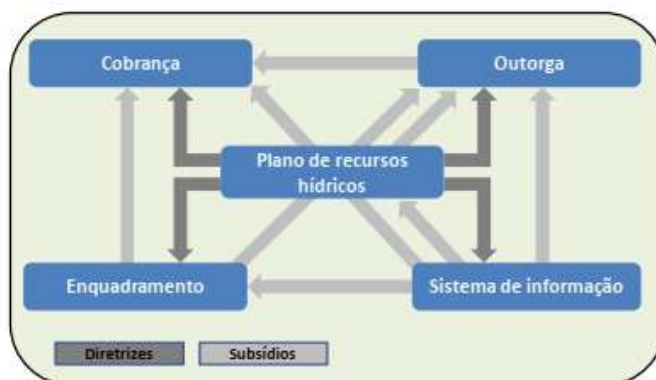 Cobrança
Outorga
Plano de recursos
hídricos
Enquadramento
Sistema de informação
Diretrizes
Subsídios